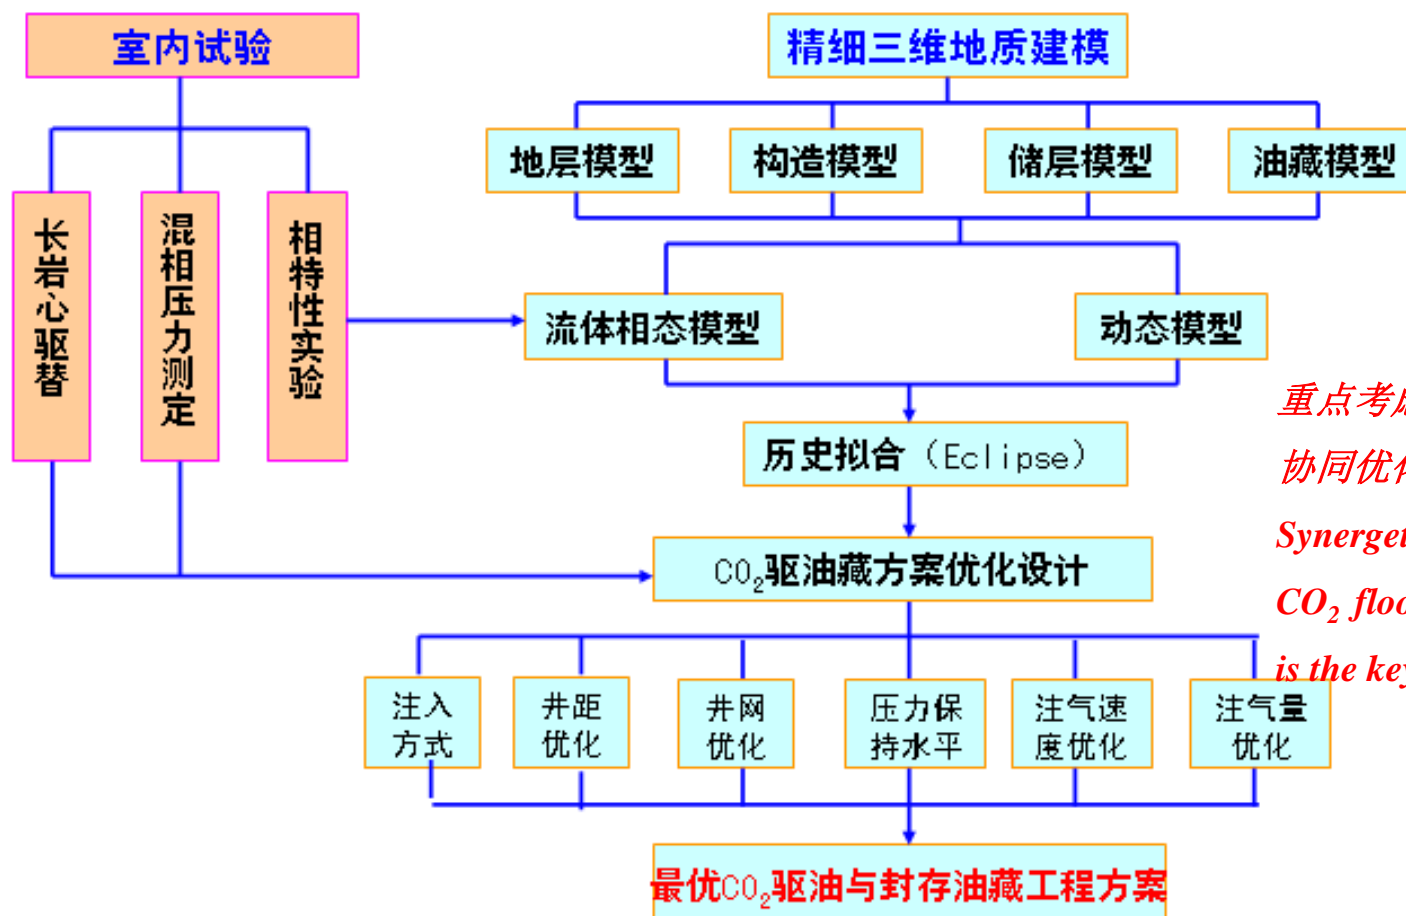 室内试验
精细三维地质建模
地层模型
构造模型
储层模型
油藏模型
长岩心驱替
混相压力测定
相特性实验
流体相态模型
动态模型
历史拟合（Eclipse）
CO₂驱油藏方案优化设计
重点考虑
协同优化
Synerget
CO₂ floo
is the key
注入
方式
井距
优化
井网
优化
压力保
持水平
注气速
度优化
注气量
优化
最优CO₂驱油与封存油藏工程方案